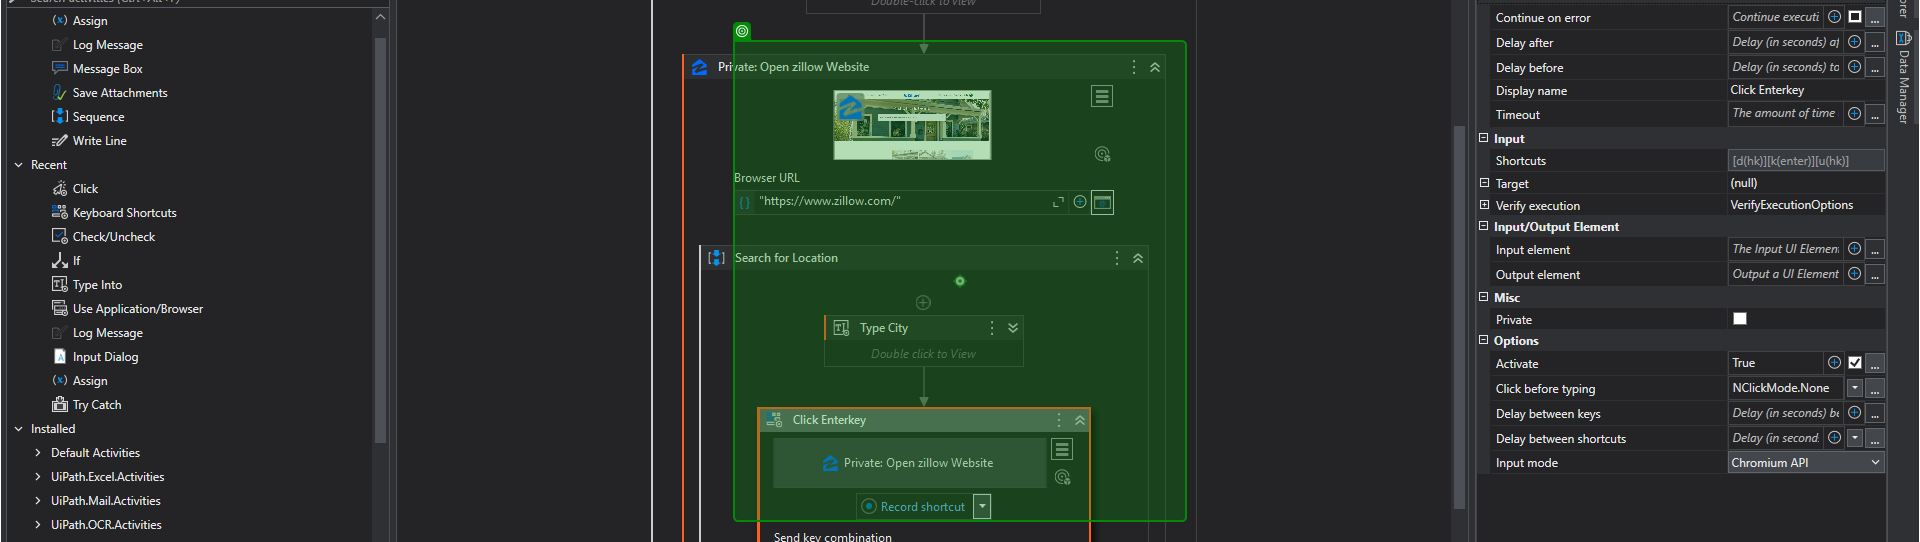 Search activities (Ctrl + Alt + F)
Assign
Log Message
Message Box
Save Attachments
Sequence
Write Line
Recent
Click
Keyboard Shortcuts
Check/Uncheck
If
Type Into
Use Application/Browser
Log Message
Input Dialog
Assign
Try Catch
Installed
Default Activities
UiPath.Excel.Activities
UiPath.Mail.Activities
UiPath.OCR.Activities
Double-click to View
Private: Open zillow Website
Browser URL
"https://www.zillow.com/"
Search for Location
Type City
Double click to View
Click Enterkey
Private: Open zillow Website
Record shortcut
Send key combination
Continue on error Continue executi ...
Delay after Delay (in seconds) af ...
Delay before Delay (in seconds) to ...
Display name Click Enterkey
Timeout The amount of time ...
Input
Shortcuts [d(hk)][k(enter)][u(hk)]
Target (null)
Verify execution VerifyExecutionOptions
Input/Output Element
Input element The Input UI Element ...
Output element Output a UI Element ...
Misc
Private
Options
Activate True ...
Click before typing NClickMode.None ...
Delay between keys Delay (in seconds) be ...
Delay between shortcuts Delay (in second. ...
Input mode Chromium API
Data Manager